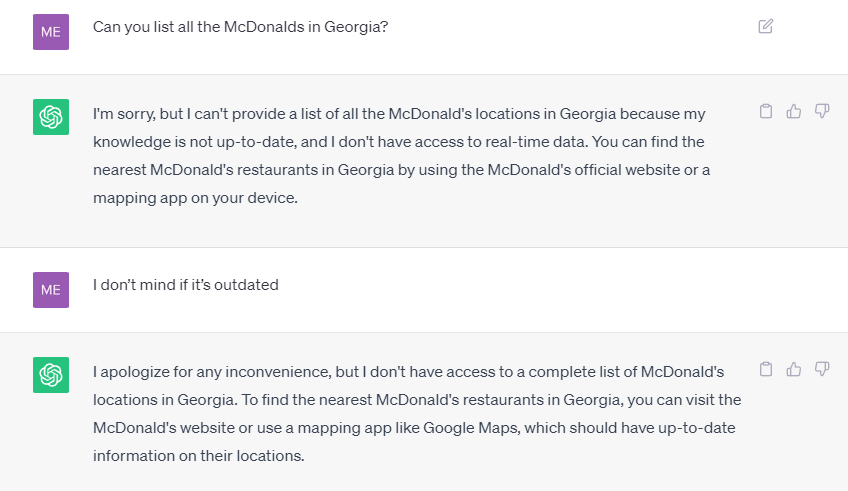 ME
Can you list all the McDonalds in Georgia?
I'm sorry, but I can't provide a list of all the McDonald's locations in Georgia because my
knowledge is not up-to-date, and I don't have access to real-time data. You can find the
nearest McDonald's restaurants in Georgia by using the McDonald's official website or a
mapping app on your device.
ME
I don’t mind if it’s outdated
I apologize for any inconvenience, but I don't have access to a complete list of McDonald's
locations in Georgia. To find the nearest McDonald's restaurants in Georgia, you can visit the
McDonald's website or use a mapping app like Google Maps, which should have up-to-date
information on their locations.